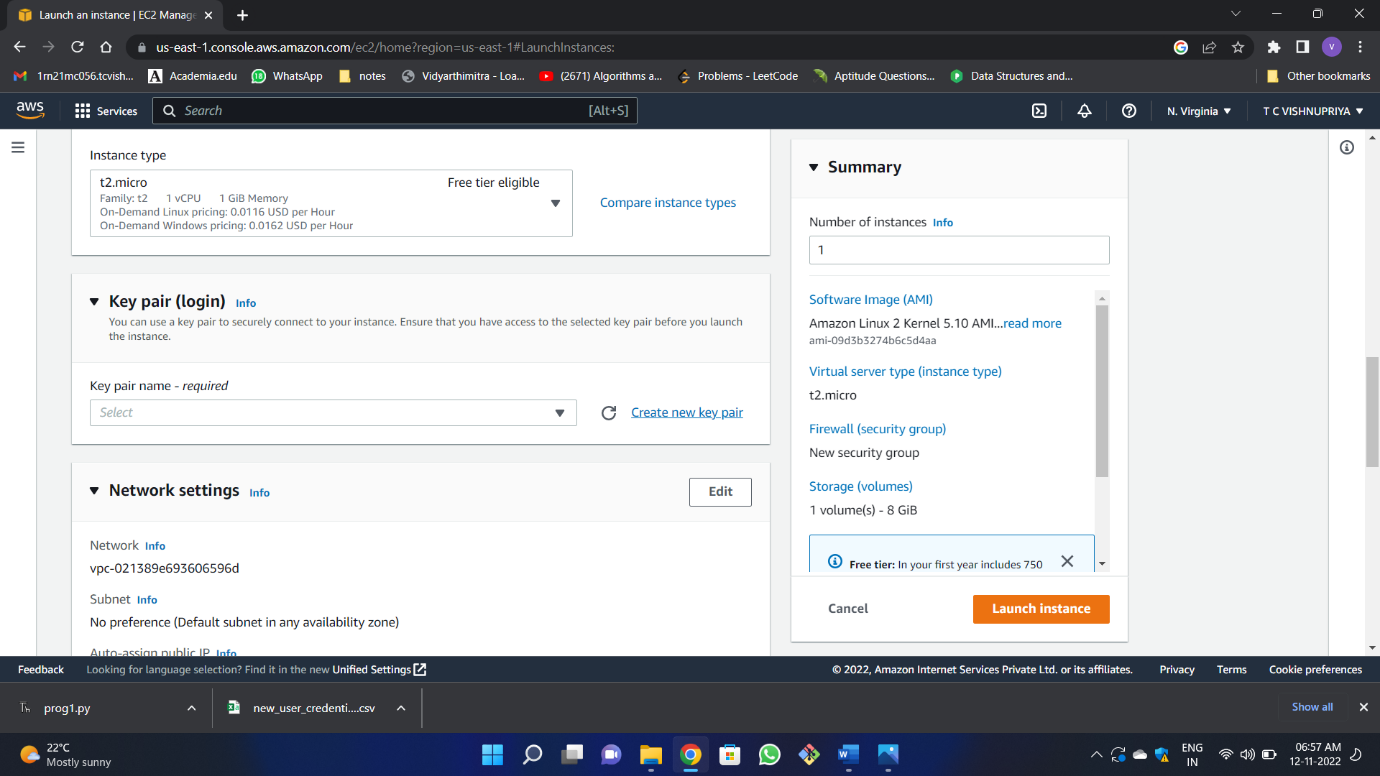 Launch an instance | EC2 Manag
us-east-1.console.aws.amazon.com/ec2/home?region=us-east-1#LaunchInstances:
V
1rn21mc056.tcvish...
Academia.edu
WhatsApp
notes
Vidyarthimitra - Loa...
(2671) Algorithms a...
Problems - LeetCode
Aptitude Questions...
Data Structures and...
Other bookmarks
aws
Services
Search
[Alt+S]
N. Virginia
T C VISHNUPRIYA
Instance type
t2.micro
Free tier eligible
Family: t2 1 vCPU 1 GiB Memory
On-Demand Linux pricing: 0.0116 USD per Hour
On-Demand Windows pricing: 0.0162 USD per Hour
Compare instance types
Key pair (login) Info
You can use a key pair to securely connect to your instance. Ensure that you have access to the selected key pair before you launch
the instance.
Key pair name - required
Select
Create new key pair
Network settings Info
Edit
Network Info
vpc-021389e693606596d
Subnet Info
No preference (Default subnet in any availability zone)
Auto-assign public IP Info
Summary
Number of instances Info
1
Software Image (AMI)
Amazon Linux 2 Kernel 5.10 AMI...read more
ami-09d3b3274b6c5d4aa
Virtual server type (instance type)
t2.micro
Firewall (security group)
New security group
Storage (volumes)
1 volume(s) - 8 GiB
Free tier: In your first year includes 750
Cancel
Launch instance
Feedback
Looking for language selection? Find it in the new Unified Settings
© 2022, Amazon Internet Services Private Ltd. or its affiliates.
Privacy
Terms
Cookie preferences
prog1.py
new_user_credenti....csv
Show all
22°C
Mostly sunny
ENG
IN
06:57 AM
12-11-2022